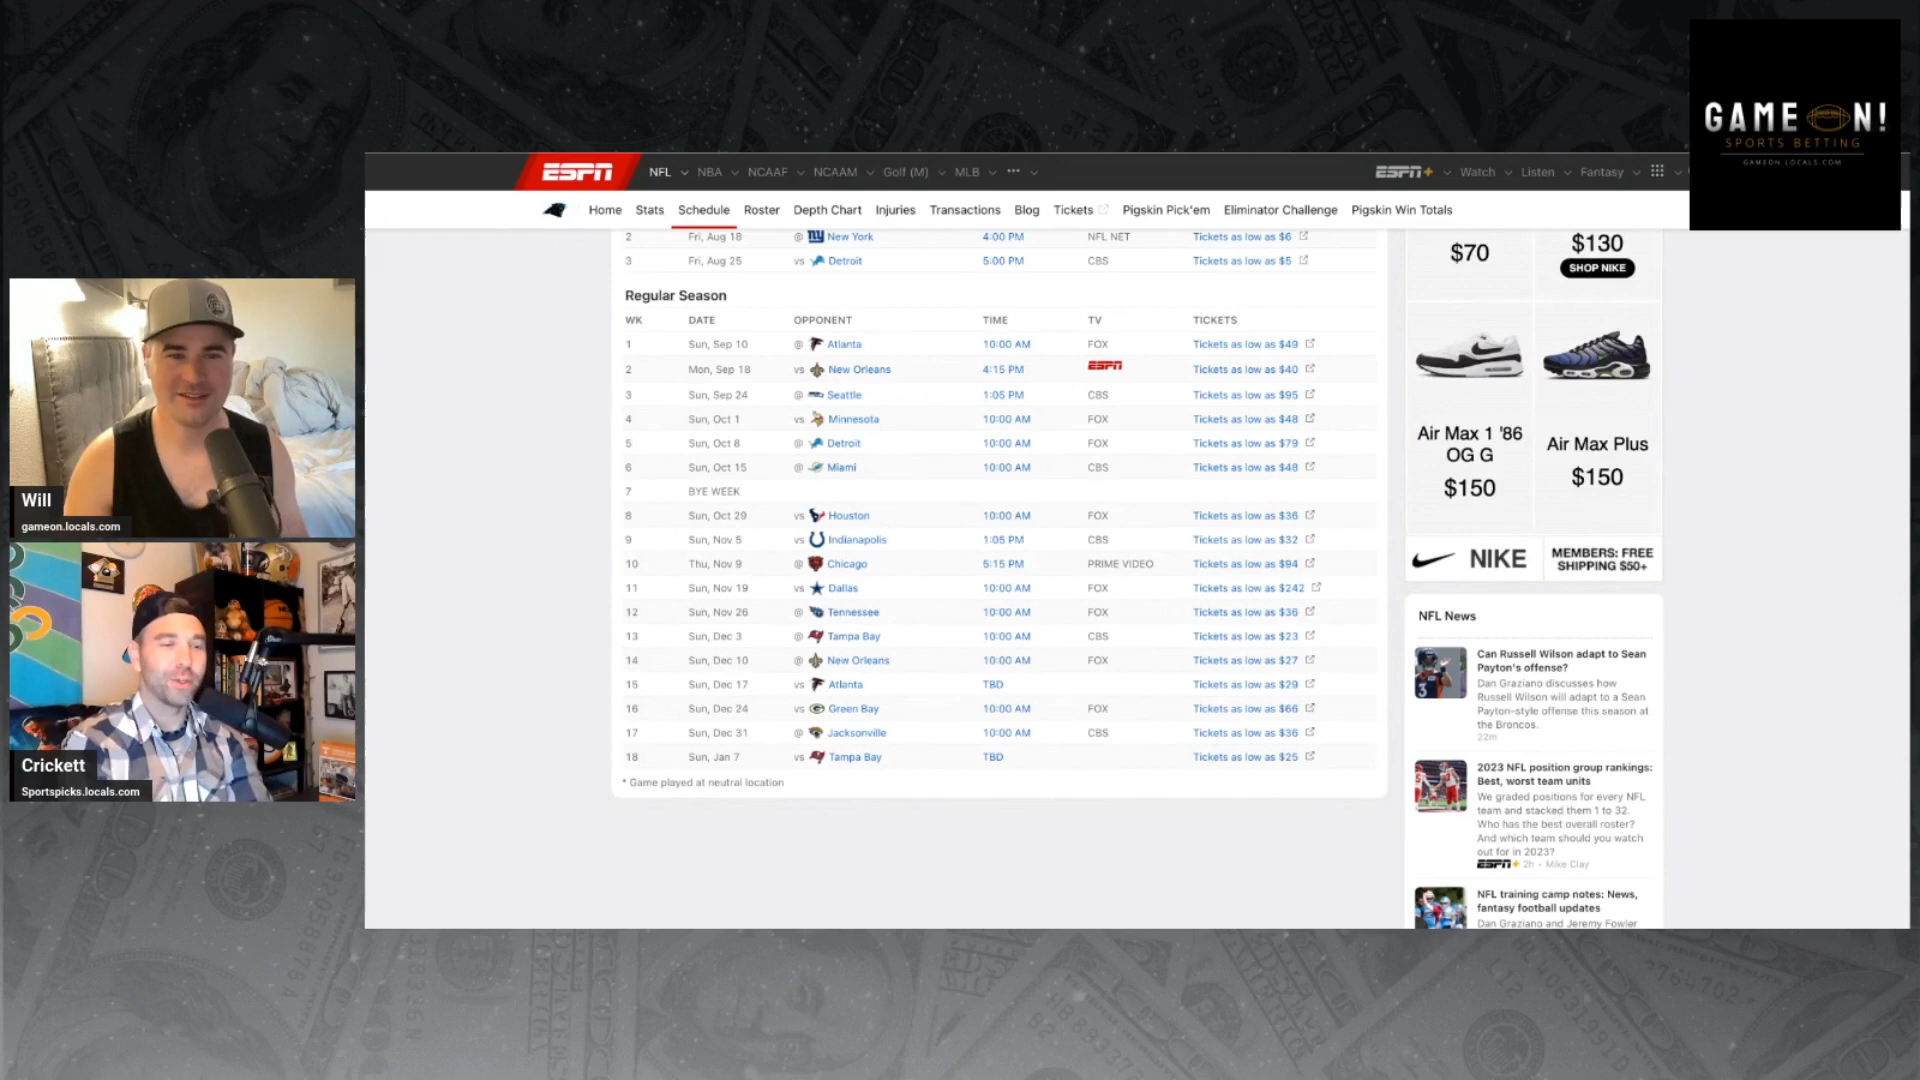 GAME ON!
SPORTS BETTING
GAMEON.LOCALS.COM
ESPN NFL NBA NCAAF NCAAM Golf (M) MLB ••• ESPN+ Watch Listen Fantasy
Home Stats Schedule Roster Depth Chart Injuries Transactions Blog Tickets Pigskin Pick'em Eliminator Challenge Pigskin Win Totals
2 Fri, Aug 18 @ New York 4:00 PM NFL NET Tickets as low as $6
3 Fri, Aug 25 vs Detroit 5:00 PM CBS Tickets as low as $5
Regular Season
WK DATE OPPONENT TIME TV TICKETS
1 Sun, Sep 10 @ Atlanta 10:00 AM FOX Tickets as low as $49
2 Mon, Sep 18 vs New Orleans 4:15 PM ESPN Tickets as low as $40
3 Sun, Sep 24 @ Seattle 1:05 PM CBS Tickets as low as $95
4 Sun, Oct 1 vs Minnesota 10:00 AM FOX Tickets as low as $48
5 Sun, Oct 8 @ Detroit 10:00 AM FOX Tickets as low as $79
6 Sun, Oct 15 @ Miami 10:00 AM CBS Tickets as low as $48
7 BYE WEEK
8 Sun, Oct 29 vs Houston 10:00 AM FOX Tickets as low as $36
9 Sun, Nov 5 vs Indianapolis 1:05 PM CBS Tickets as low as $32
10 Thu, Nov 9 @ Chicago 5:15 PM PRIME VIDEO Tickets as low as $94
11 Sun, Nov 19 vs Dallas 10:00 AM FOX Tickets as low as $242
12 Sun, Nov 26 @ Tennessee 10:00 AM FOX Tickets as low as $36
13 Sun, Dec 3 @ Tampa Bay 10:00 AM CBS Tickets as low as $23
14 Sun, Dec 10 @ New Orleans 10:00 AM FOX Tickets as low as $27
15 Sun, Dec 17 vs Atlanta TBD Tickets as low as $29
16 Sun, Dec 24 vs Green Bay 10:00 AM FOX Tickets as low as $66
17 Sun, Dec 31 @ Jacksonville 10:00 AM CBS Tickets as low as $36
18 Sun, Jan 7 vs Tampa Bay TBD Tickets as low as $25
* Game played at neutral location
$70
$130
SHOP NIKE
Air Max 1 '86
OG G
$150
Air Max Plus
$150
NIKE
MEMBERS: FREE
SHIPPING $50+
NFL News
Can Russell Wilson adapt to Sean
Payton's offense?
Dan Graziano discusses how
Russell Wilson will adapt to a Sean
Payton-style offense this season at
the Broncos.
22m
2023 NFL position group rankings:
Best, worst team units
We graded positions for every NFL
team and stacked them 1 to 32.
Who has the best overall roster?
And which team should you watch
out for in 2023?
ESPN+ 2h - Mike Clay
NFL training camp notes: News,
fantasy football updates
Dan Graziano and Jeremy Fowler
Will
gameon.locals.com
Crickett
Sportspicks.locals.com